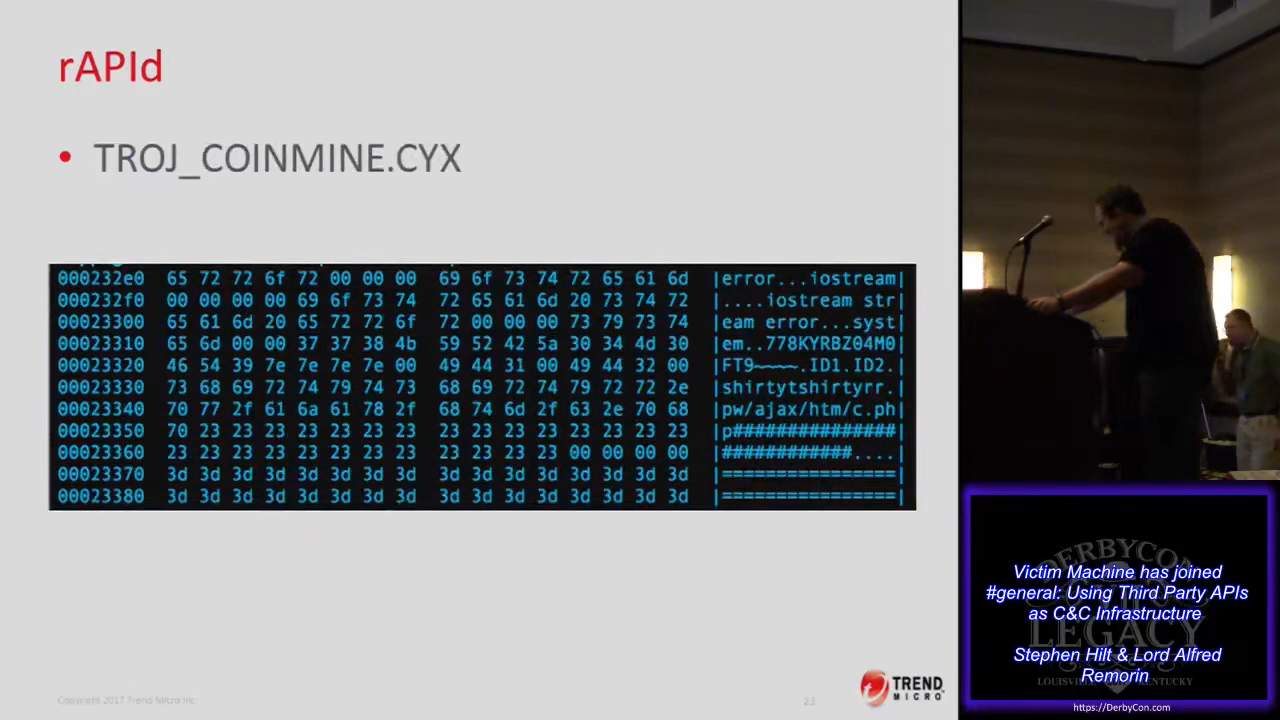 rAPId
• TROJ_COINMINE.CYX
000232e0 65 72 72 6f 72 00 00 00 69 6f 73 74 72 65 61 6d |error...iostream|
000232f0 00 00 00 00 69 6f 73 74 72 65 61 6d 20 73 74 72 |....iostream str|
00023300 65 61 6d 20 65 72 72 6f 72 00 00 00 73 79 73 74 |eam error...syst|
00023310 65 6d 00 00 37 37 38 4b 59 52 42 5a 30 34 4d 30 |em..778KYRBZ04M0|
00023320 46 54 39 7e 7e 7e 7e 00 49 44 31 00 49 44 32 00 |FT9~~~~.ID1.ID2.|
00023330 73 68 69 72 74 79 74 73 68 69 72 74 79 72 72 2e |shirtytshirtyrr.|
00023340 70 77 2f 61 6a 61 78 2f 68 74 6d 2f 63 2e 70 68 |pw/ajax/htm/c.ph|
00023350 70 23 23 23 23 23 23 23 23 23 23 23 23 23 23 23 |p###############|
00023360 23 23 23 23 23 23 23 23 23 23 23 23 00 00 00 00 |############....|
00023370 3d 3d 3d 3d 3d 3d 3d 3d 3d 3d 3d 3d 3d 3d 3d 3d |================|
00023380 3d 3d 3d 3d 3d 3d 3d 3d 3d 3d 3d 3d 3d 3d 3d 3d |================|
Copyright 2017 Trend Micro Inc.
23
TREND
MICRO
DERBYCON
LEGACY
LOUISVILLE KENTUCKY
Victim Machine has joined
#general: Using Third Party APIs
as C&C Infrastructure
Stephen Hilt & Lord Alfred
Remorin
https://DerbyCon.com